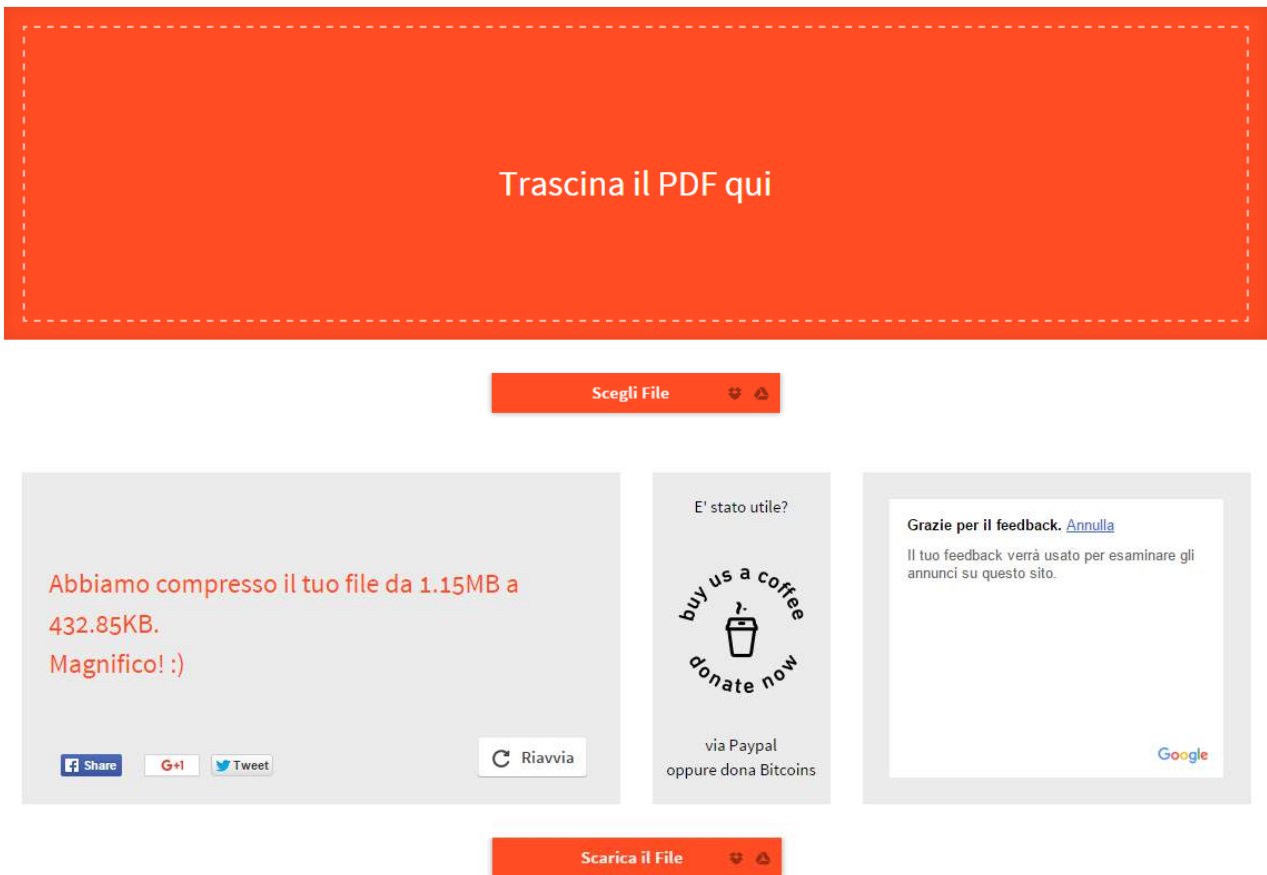 Trascina il PDF qui
Scegli File
Abbiamo compresso il tuo file da 1.15MB a
432.85KB.
Magnifico! :)
Share
G+1
Tweet
Riavvia
E' stato utile?
buy us a coffee
donate now
via Paypal
oppure dona Bitcoins
Grazie per il feedback. Annulla
Il tuo feedback verrà usato per esaminare gli
annunci su questo sito.
Google
Scarica il File